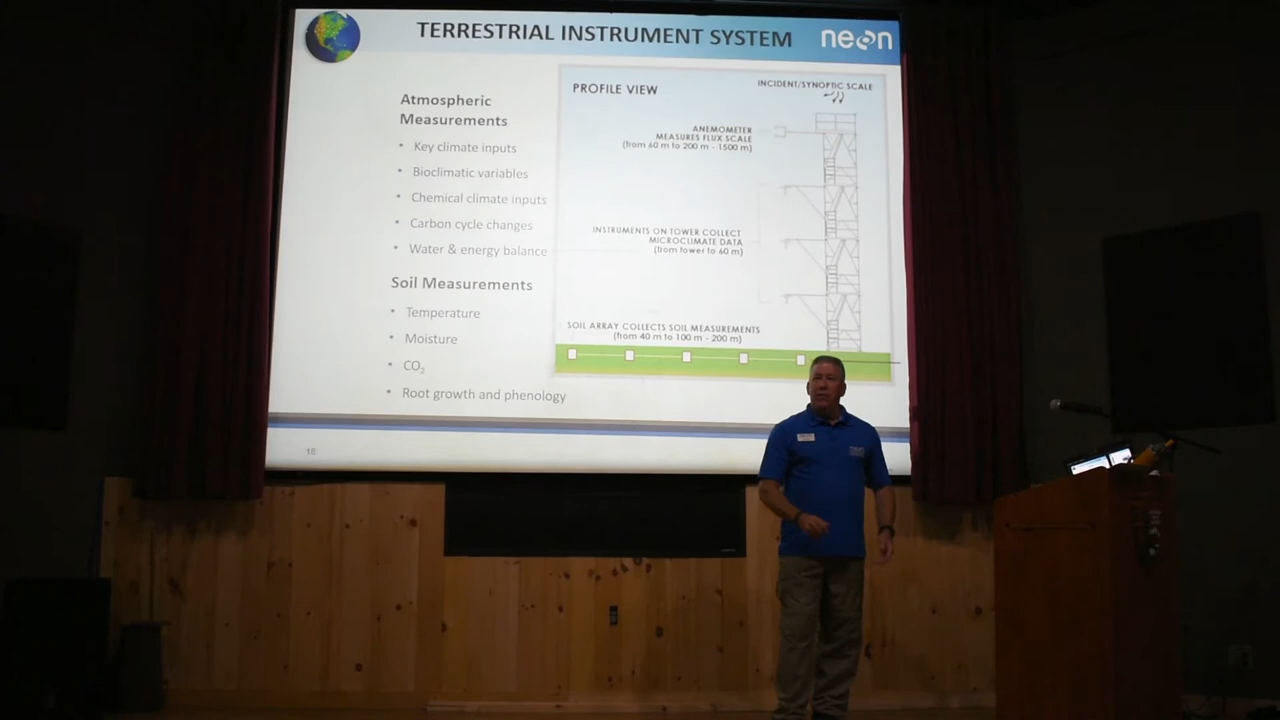 TERRESTRIAL INSTRUMENT SYSTEM
neon
Atmospheric
Measurements
• Key climate inputs
• Bioclimatic variables
• Chemical climate inputs
• Carbon cycle changes
• Water & energy balance
Soil Measurements
• Temperature
• Moisture
• CO₂
• Root growth and phenology
PROFILE VIEW
INCIDENT/SYNOPTIC SCALE
ANEMOMETER
MEASURES FLUX SCALE
(from 60 m to 200 m - 1500 m)
INSTRUMENTS ON TOWER COLLECT
MICROCLIMATE DATA
(from tower to 60 m)
SOIL ARRAY COLLECTS SOIL MEASUREMENTS
(from 40 m to 100 m - 200 m)
18